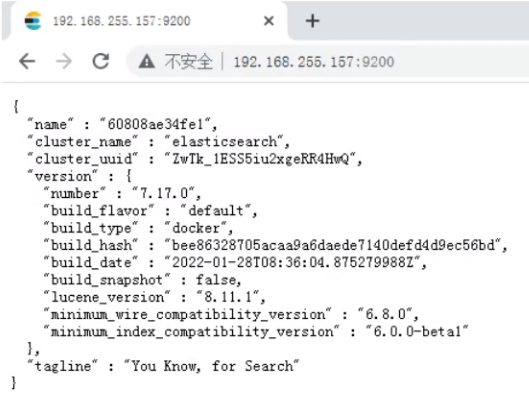 192.168.255.157:9200
不安全 192.168.255.157:9200
{
"name" : "60808ae34fe1",
"cluster_name" : "elasticsearch",
"cluster_uuid" : "ZwTk_1ESS5iu2xgeRR4HwQ",
"version" : {
"number" : "7.17.0",
"build_flavor" : "default",
"build_type" : "docker",
"build_hash" : "bee86328705acaa9a6daede7140defd4d9ec56bd",
"build_date" : "2022-01-28T08:36:04.875279988Z",
"build_snapshot" : false,
"lucene_version" : "8.11.1",
"minimum_wire_compatibility_version" : "6.8.0",
"minimum_index_compatibility_version" : "6.0.0-beta1"
},
"tagline" : "You Know, for Search"
}